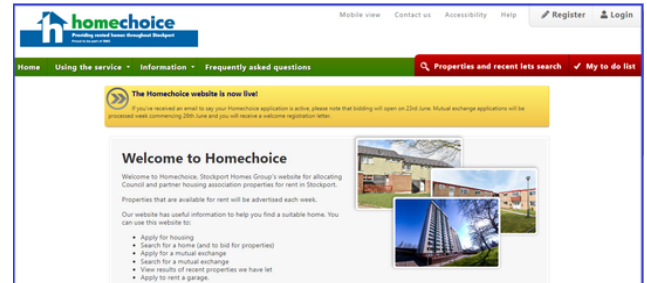 Mobile view Contact us Accessibility Help Register Login
homechoice
Providing rented homes throughout Stockport
Proud to be part of
Home Using the service Information Frequently asked questions Properties and recent lets search My to do list
The Homechoice website is now live!
If you've received an email to say your Homechoice application is active, please note that bidding will open on 23rd June. Mutual exchange applications will be
processed week commencing 28th June and you will receive a welcome registration letter.
Welcome to Homechoice
Welcome to Homechoice, Stockport Homes Group's website for allocating
Council and partner housing association properties for rent in Stockport.
Properties that are available for rent will be advertised each week.
Our website has useful information to help you find a suitable home. You
can use this website to:
• Apply for housing
• Search for a home (and to bid for properties)
• Apply for a mutual exchange
• Search for a mutual exchange
• View results of recent properties we have let
• Apply to rent a garage.